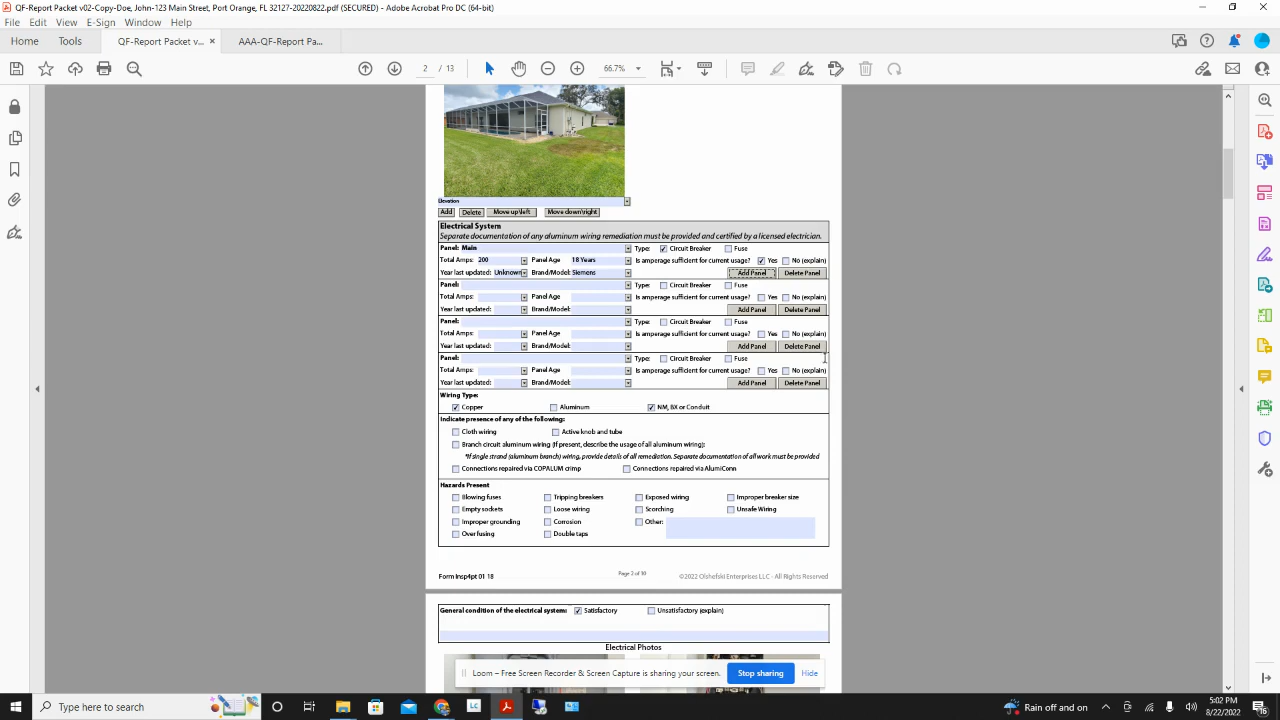 QF-Report Packet v02-Copy-Doe, John-123 Main Street, Port Orange, FL 32127-20220822.pdf (SECURED) - Adobe Acrobat Pro DC (64-bit)
File Edit View Sign Window Help
Home Tools QF-Report Packet v... × AAA-QF-Report Pa...
2 / 13 66.7%
Elevation
Add Delete Move up\left Move down\right
Electrical System
Separate documentation of any aluminum wiring remediation must be provided and certified by a licensed electrician.
Panel: Main Type: Circuit Breaker Fuse
Total Amps: 200 Panel Age 18 Years Is amperage sufficient for current usage? Yes No (explain)
Year last updated: Unknown Brand/Model: Siemens Add Panel Delete Panel
Panel: Type: Circuit Breaker Fuse
Total Amps: Panel Age Is amperage sufficient for current usage? Yes No (explain)
Year last updated: Brand/Model: Add Panel Delete Panel
Panel: Type: Circuit Breaker Fuse
Total Amps: Panel Age Is amperage sufficient for current usage? Yes No (explain)
Year last updated: Brand/Model: Add Panel Delete Panel
Panel: Type: Circuit Breaker Fuse
Total Amps: Panel Age Is amperage sufficient for current usage? Yes No (explain)
Year last updated: Brand/Model: Add Panel Delete Panel
Wiring Type:
Copper Aluminum NM, BX or Conduit
Indicate presence of any of the following:
Cloth wiring Active knob and tube
Branch circuit aluminum wiring (If present, describe the usage of all aluminum wiring):
*If single strand (aluminum branch) wiring, provide details of all remediation. Separate documentation of all work must be provided
Connections repaired via COPALUM crimp Connections repaired via AlumiConn
Hazards Present
Blowing fuses Tripping breakers Exposed wiring Improper breaker size
Empty sockets Loose wiring Scorching Unsafe Wiring
Improper grounding Corrosion Other:
Over fusing Double taps
Form Insp4pt 01 18 Page 2 of 10 ©2022 Olshefski Enterprises LLC - All Rights Reserved
General condition of the electrical system: Satisfactory Unsatisfactory (explain)
Electrical Photos
Loom – Free Screen Recorder & Screen Capture is sharing your screen. Stop sharing Hide
Type here to search LC Rain off and on 5:02 PM
8/22/2022